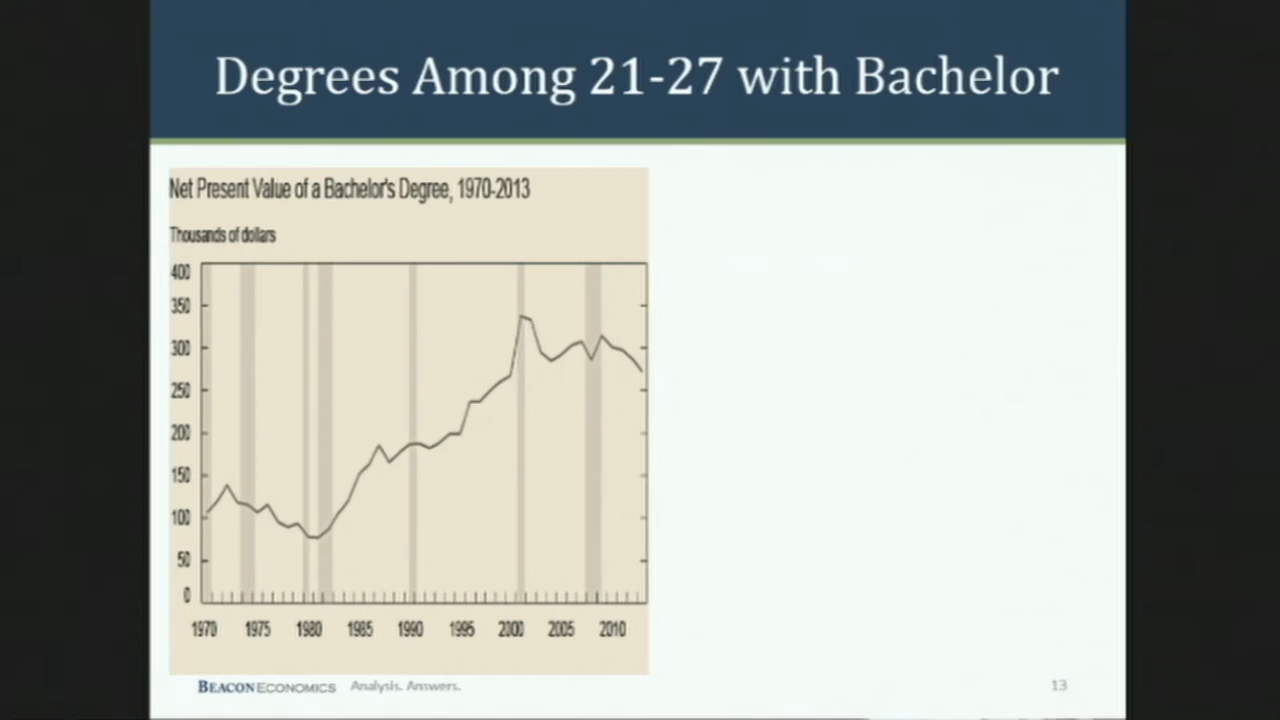 Degrees Among 21-27 with Bachelor
Net Present Value of a Bachelor's Degree, 1970-2013
Thousands of dollars
400
350
300
250
200
150
100
50
0
1970 1975 1980 1985 1990 1995 2000 2005 2010
BEACONECONOMICS Analysis. Answers.
13